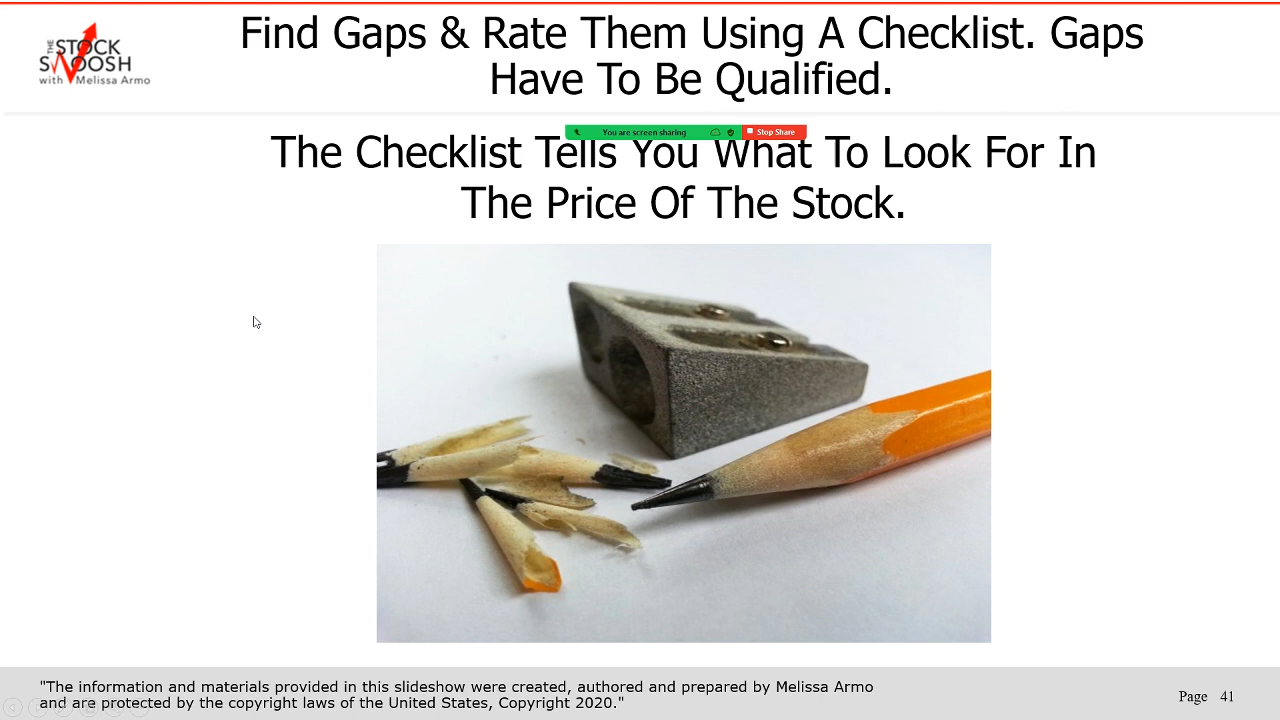 THE STOCK
SWOOSH
with Melissa Armo
Find Gaps & Rate Them Using A Checklist. Gaps
Have To Be Qualified.
You are screen sharing
Stop Share
The Checklist Tells You What To Look For In
The Price Of The Stock.
"The information and materials provided in this slideshow were created, authored and prepared by Melissa Armo
and are protected by the copyright laws of the United States, Copyright 2020."
Page 41